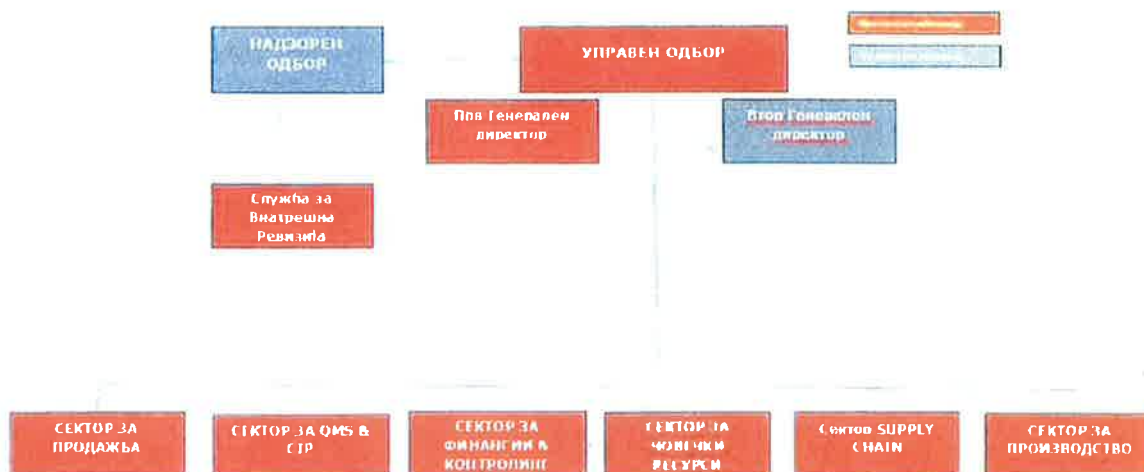 НАДЗОРЕН
ОДБОР
УПРАВЕН ОДБОР
Прв Генерален
директор
Втор Генерален
директор
Служба за
Внатрешна
Ревизија
СЕКТОР ЗА
ПРОДАЖБА
СЕКТОР ЗА QMS &
СТР
СЕКТОР ЗА
ФИНАНСИИ &
КОНТРОЛИНГ
СЕКТОР ЗА
ЧОВЕЧКИ
РЕСУРСИ
Сектор SUPPLY
CHAIN
СЕКТОР ЗА
ПРОИЗВОДСТВО